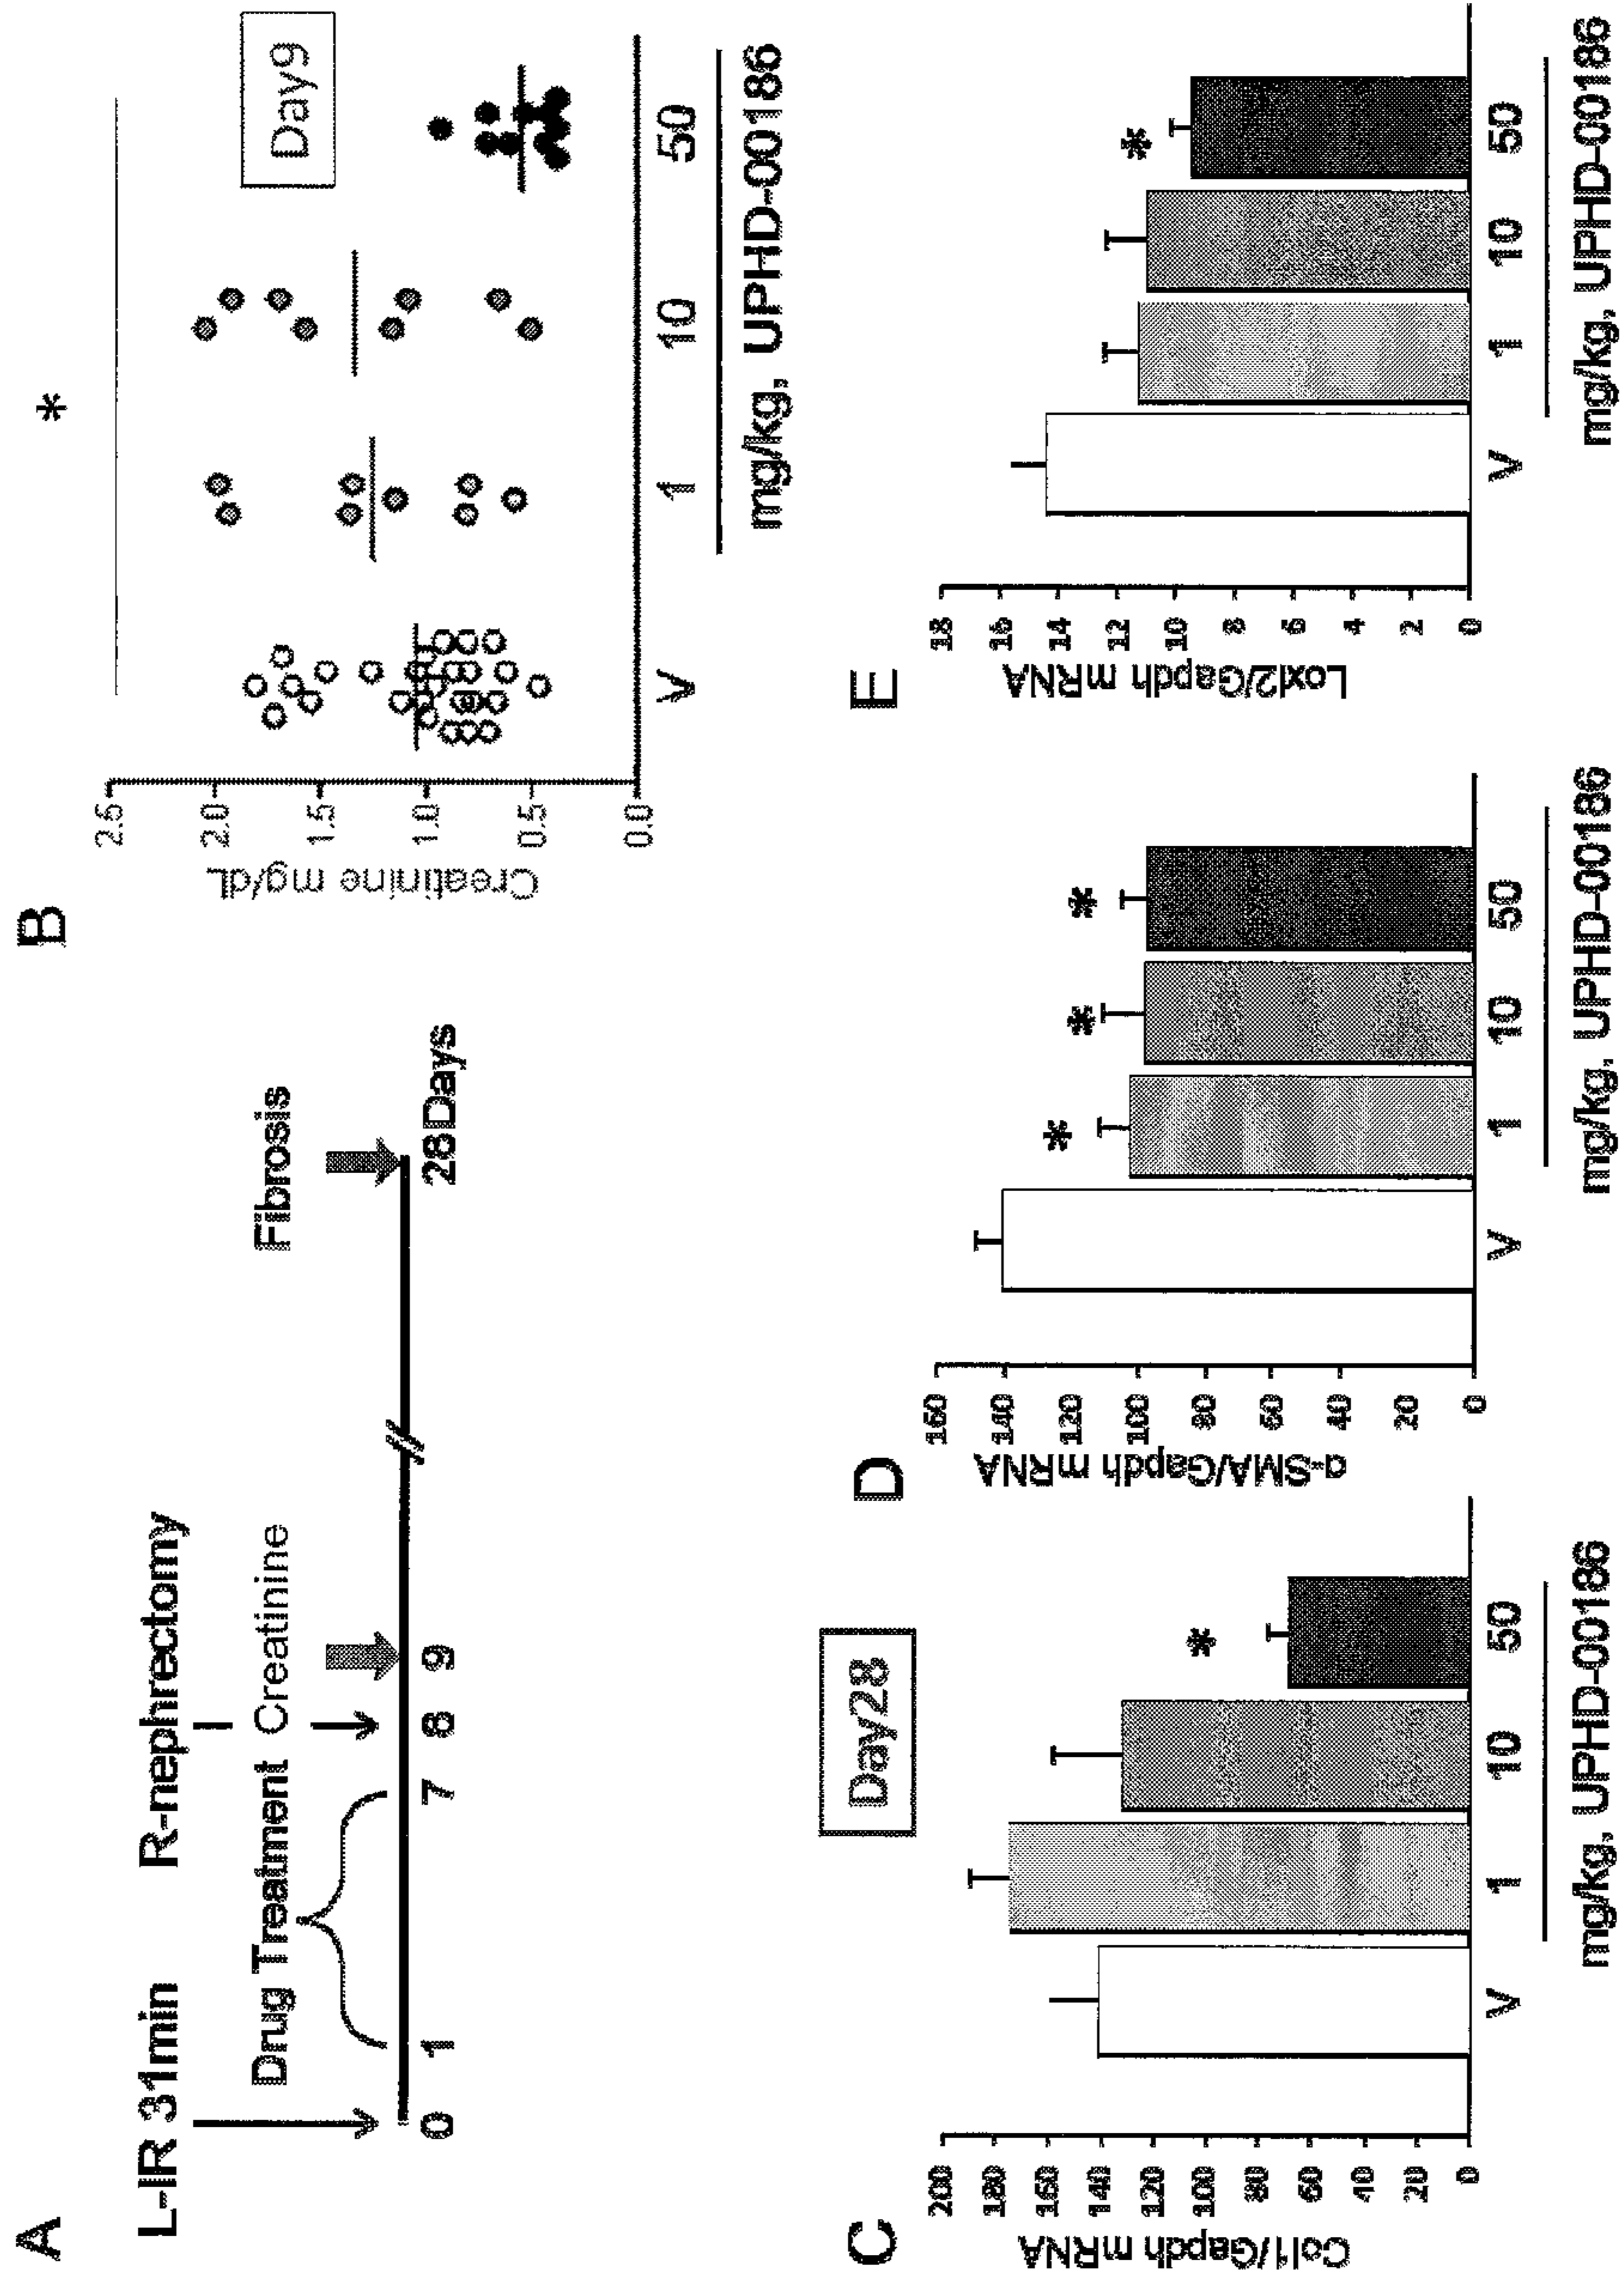 A
L-IR 31min
R-nephrectomy
Drug Treatment
Creatinine
Fibrosis
0
1
7
8
9
28 Days
B
*
Day9
Creatinine mg/dL
2.5
2.0
1.5
1.0
0.5
0.0
V
1
10
50
mg/kg, UPHD-00186
C
Day28
Col1/Gapdh mRNA
200
180
160
140
120
100
80
60
40
20
0
*
V
1
10
50
mg/kg, UPHD-00186
D
α-SMA/Gapdh mRNA
160
140
120
100
80
60
40
20
0
*
*
*
V
1
10
50
mg/kg, UPHD-00186
E
Loxl2/Gapdh mRNA
18
16
14
12
10
8
6
4
2
0
*
V
1
10
50
mg/kg, UPHD-00186